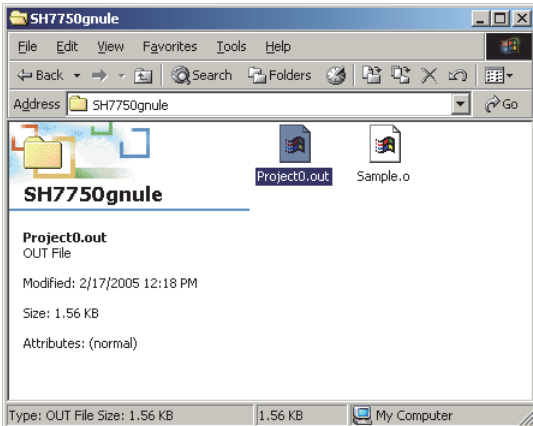 SH7750gnule
File Edit View Favorites Tools Help
Back Search Folders
Address SH7750gnule Go
Project0.out Sample.o
SH7750gnule
Project0.out
OUT File
Modified: 2/17/2005 12:18 PM
Size: 1.56 KB
Attributes: (normal)
Type: OUT File Size: 1.56 KB 1.56 KB My Computer